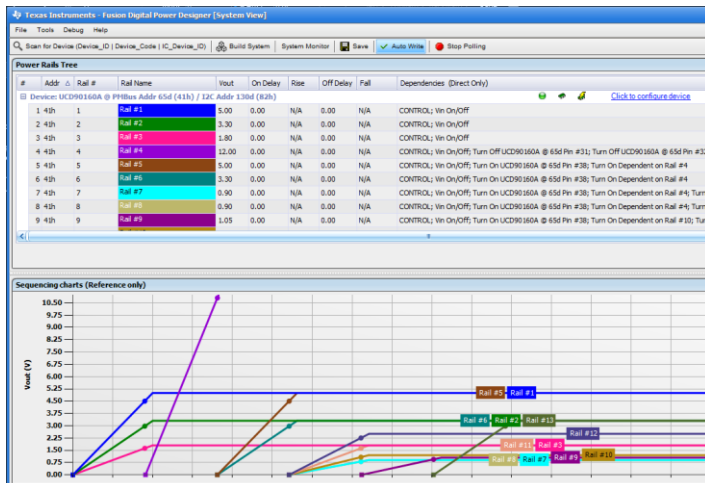 Texas Instruments - Fusion Digital Power Designer [System View]
File Tools Debug Help
Scan for Device (Device_ID | Device_Code | IC_Device_ID) Build System System Monitor Save Auto Write Stop Polling
Power Rails Tree
# Addr Rail # Rail Name Vout On Delay Rise Off Delay Fall Dependencies (Direct Only)
Device: UCD90160A @ PMBus Addr 65d (41h) / I2C Addr 130d (82h) Click to configure device
1 41h 1 Rail #1 5.00 0.00 N/A 0.00 N/A CONTROL; Vin On/Off
2 41h 2 Rail #2 3.30 0.00 N/A 0.00 N/A CONTROL; Vin On/Off
3 41h 3 Rail #3 1.80 0.00 N/A 0.00 N/A CONTROL; Vin On/Off
4 41h 4 Rail #4 12.00 0.00 N/A 0.00 N/A CONTROL; Vin On/Off; Turn Off UCD90160A @ 65d Pin #31; Turn Off UCD90160A @ 65d Pin #32
5 41h 5 Rail #5 5.00 0.00 N/A 0.00 N/A CONTROL; Vin On/Off; Turn On UCD90160A @ 65d Pin #38; Turn On Dependent on Rail #4
6 41h 6 Rail #6 3.30 0.00 N/A 0.00 N/A CONTROL; Vin On/Off; Turn On UCD90160A @ 65d Pin #38; Turn On Dependent on Rail #4
7 41h 7 Rail #7 0.90 0.00 N/A 0.00 N/A CONTROL; Vin On/Off; Turn On UCD90160A @ 65d Pin #38; Turn On Dependent on Rail #4; Turn
8 41h 8 Rail #8 0.90 0.00 N/A 0.00 N/A CONTROL; Vin On/Off; Turn On UCD90160A @ 65d Pin #38; Turn On Dependent on Rail #4; Turn
9 41h 9 Rail #9 1.05 0.00 N/A 0.00 N/A CONTROL; Vin On/Off; Turn On UCD90160A @ 65d Pin #38; Turn On Dependent on Rail #10; Turn
Sequencing charts (Reference only)
Vout (V)
10.50
9.75
9.00
8.25
7.50
6.75
6.00
5.25
4.50
3.75
3.00
2.25
1.50
0.75
0.00
Rail #5 Rail #1
Rail #6 Rail #2 Rail #13
Rail #12
Rail #11 Rail #3
Rail #8 Rail #7 Rail #9 Rail #10